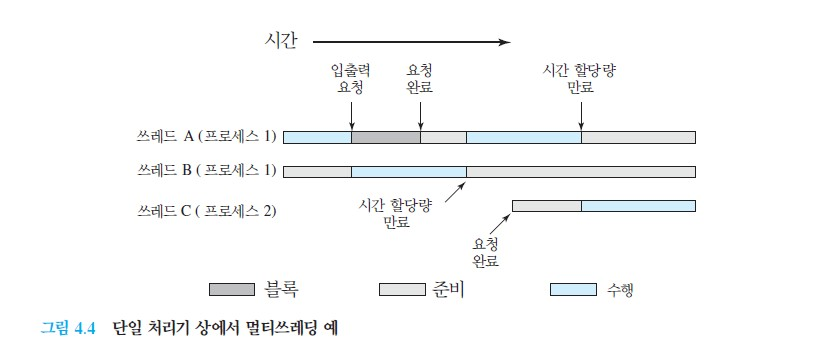 시간
입출력
요청
요청
완료
시간 할당량
만료
쓰레드 A (프로세스 1)
쓰레드 B ( 프로세스 1)
시간 할당량
만료
쓰레드 C ( 프로세스 2)
요청
완료
블록
준비
수행
그림 4.4 단일 처리기 상에서 멀티쓰레딩 예